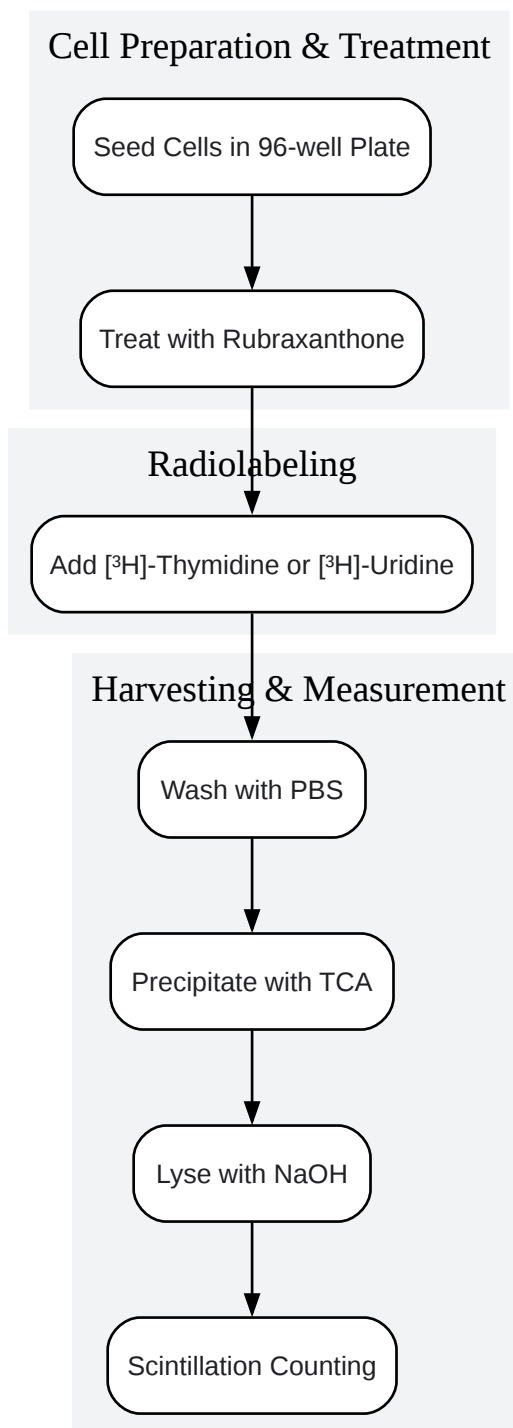 Cell Preparation & Treatment
Seed Cells in 96-well Plate
Treat with Rubraxanthone
Radiolabeling
Add [³H]-Thymidine or [³H]-Uridine
Harvesting & Measurement
Wash with PBS
Precipitate with TCA
Lyse with NaOH
Scintillation Counting